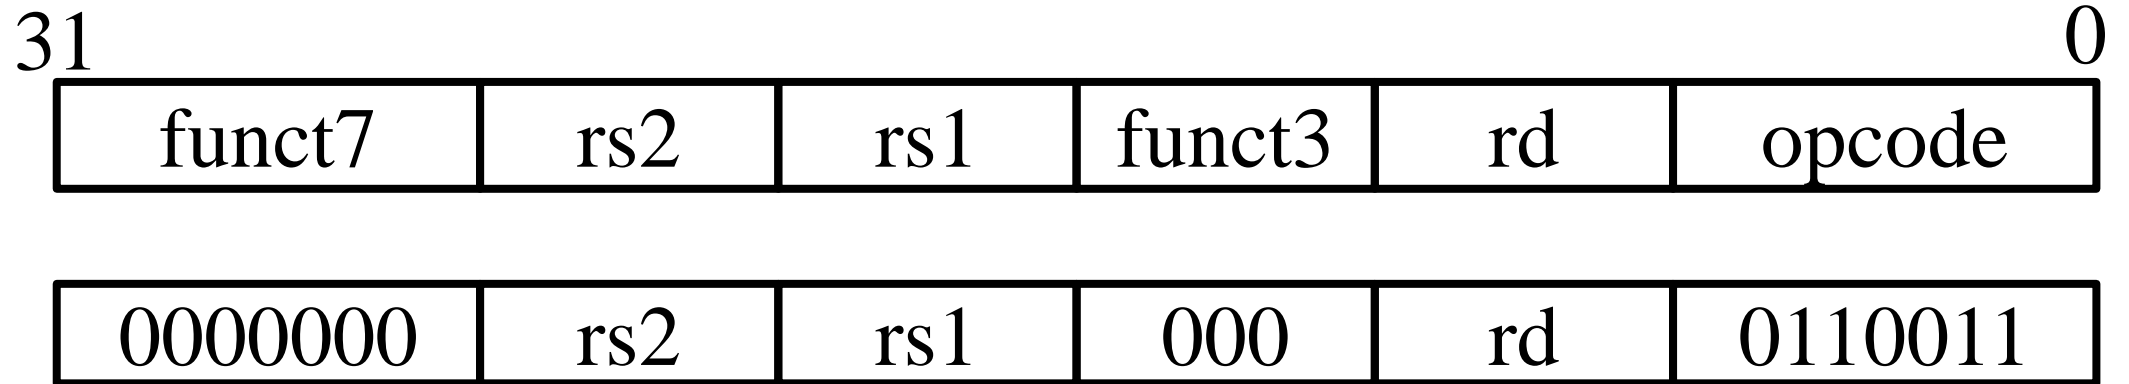 31 0
funct7 rs2 rs1 funct3 rd opcode
0000000 rs2 rs1 000 rd 0110011